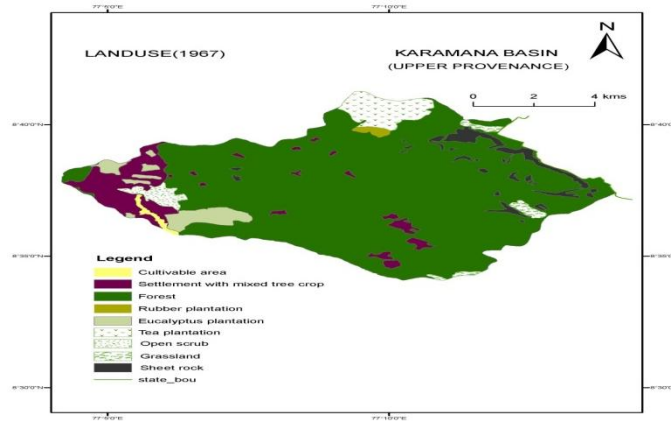 77°5'0"E 77°10'0"E
N
LANDUSE(1967)
KARAMANA BASIN
(UPPER PROVENANCE)
0 2 4 kms
8°40'0"N 8°40'0"N
8°35'0"N 8°35'0"N
Legend
Cultivable area
Settlement with mixed tree crop
Forest
Rubber plantation
Eucalyptus plantation
Tea plantation
Open scrub
Grassland
Sheet rock
state_bou
8°30'0"N 8°30'0"N
77°5'0"E 77°10'0"E